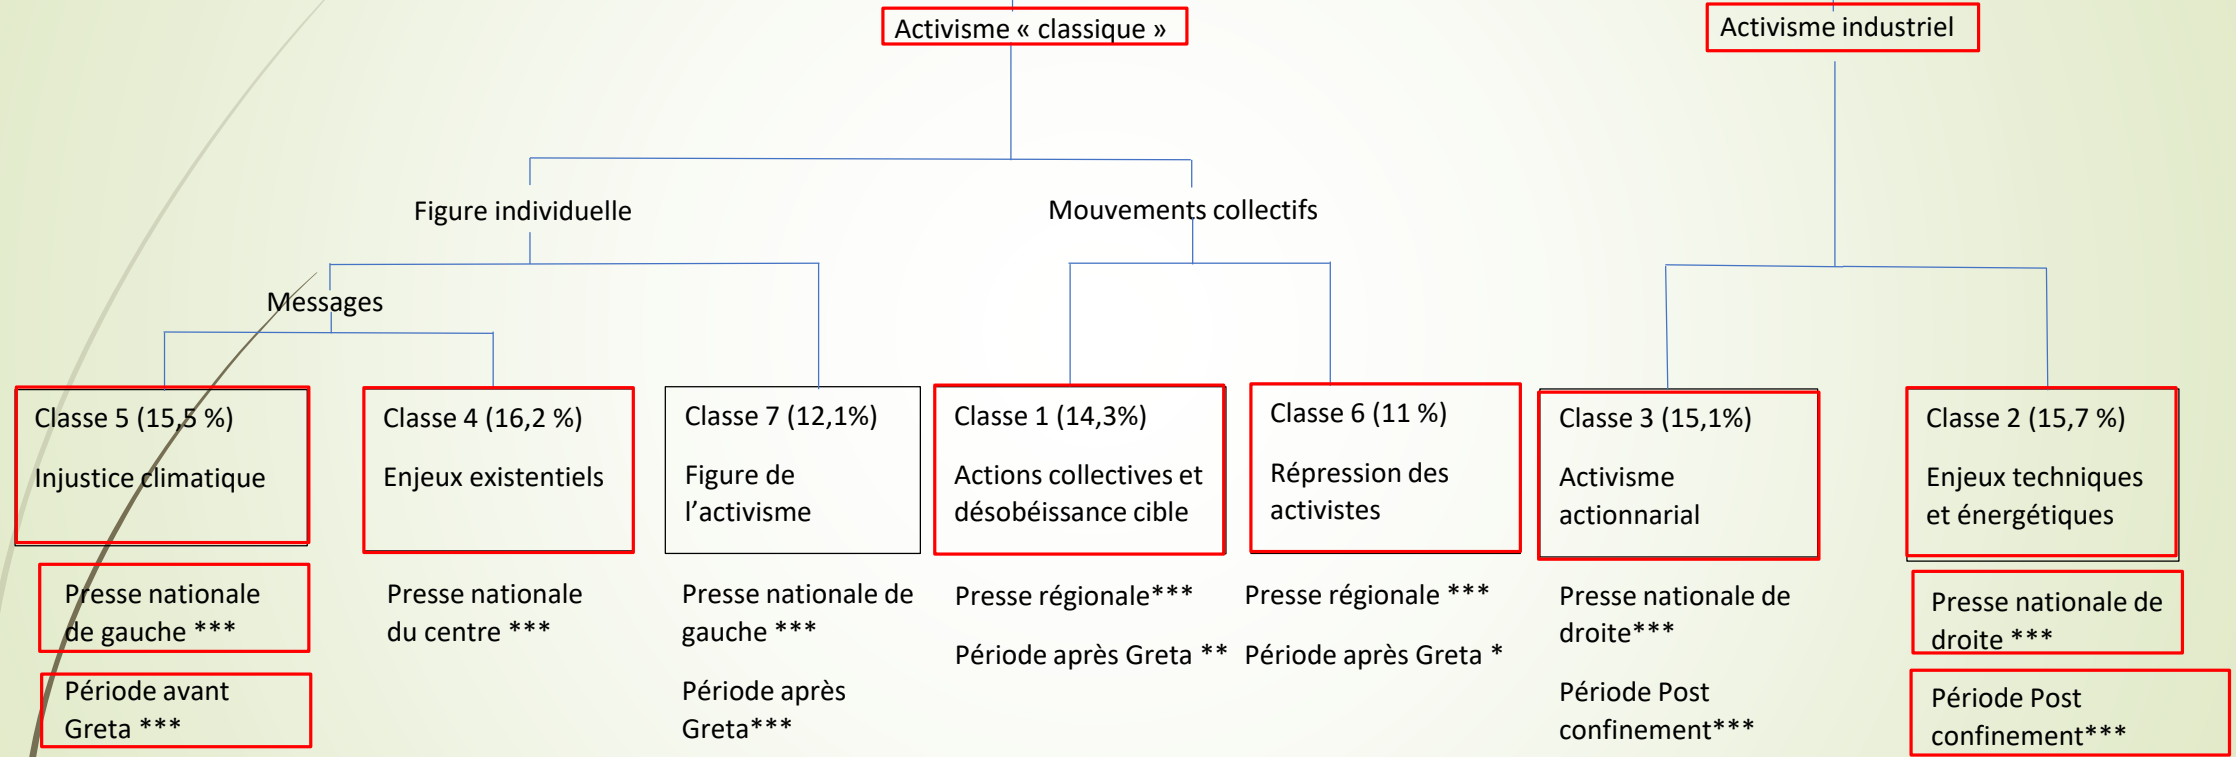 Activisme « classique »
Activisme industriel
Figure individuelle
Mouvements collectifs
Messages
Classe 5 (15,5 %)
Injustice climatique
Presse nationale
de gauche ***
Période avant
Greta ***
Classe 4 (16,2 %)
Enjeux existentiels
Presse nationale
du centre ***
Classe 7 (12,1%)
Figure de
l’activisme
Presse nationale de
gauche ***
Période après
Greta***
Classe 1 (14,3%)
Actions collectives et
désobéissance cible
Presse régionale***
Période après Greta **
Classe 6 (11 %)
Répression des
activistes
Presse régionale ***
Période après Greta *
Classe 3 (15,1%)
Activisme
actionnarial
Presse nationale de
droite***
Période Post
confinement***
Classe 2 (15,7 %)
Enjeux techniques
et énergétiques
Presse nationale de
droite ***
Période Post
confinement***